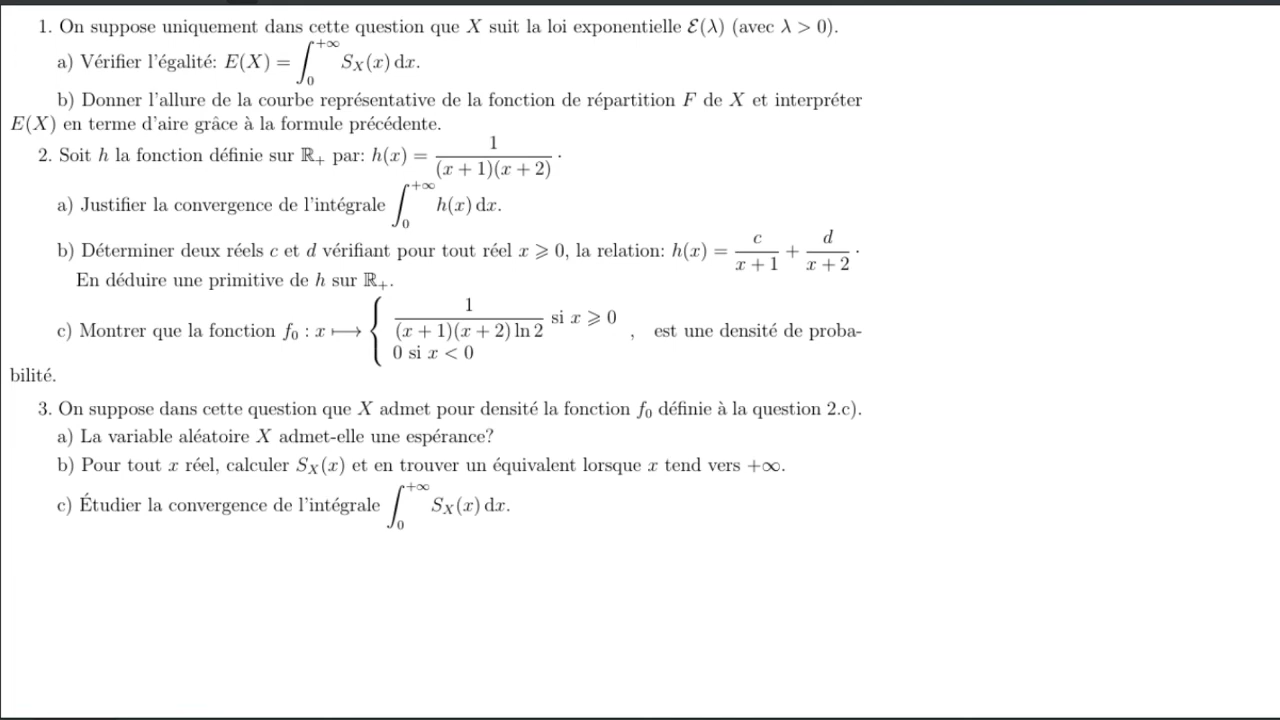 1. On suppose uniquement dans cette question que X suit la loi exponentielle ℰ(λ) (avec λ > 0).
a) Vérifier l'égalité: E(X) = ∫₀^{+∞} S_X(x) dx.
b) Donner l'allure de la courbe représentative de la fonction de répartition F de X et interpréter
E(X) en terme d'aire grâce à la formule précédente.
2. Soit h la fonction définie sur ℝ₊ par: h(x) = 1/((x + 1)(x + 2)).
a) Justifier la convergence de l'intégrale ∫₀^{+∞} h(x) dx.
b) Déterminer deux réels c et d vérifiant pour tout réel x ⩾ 0, la relation: h(x) = c/(x + 1) + d/(x + 2).
En déduire une primitive de h sur ℝ₊.
c) Montrer que la fonction f₀ : x ⟼ { 1/((x + 1)(x + 2) ln 2) si x ⩾ 0 0 si x < 0 , est une densité de proba-
bilité.
3. On suppose dans cette question que X admet pour densité la fonction f₀ définie à la question 2.c).
a) La variable aléatoire X admet-elle une espérance?
b) Pour tout x réel, calculer S_X(x) et en trouver un équivalent lorsque x tend vers +∞.
c) Étudier la convergence de l'intégrale ∫₀^{+∞} S_X(x) dx.